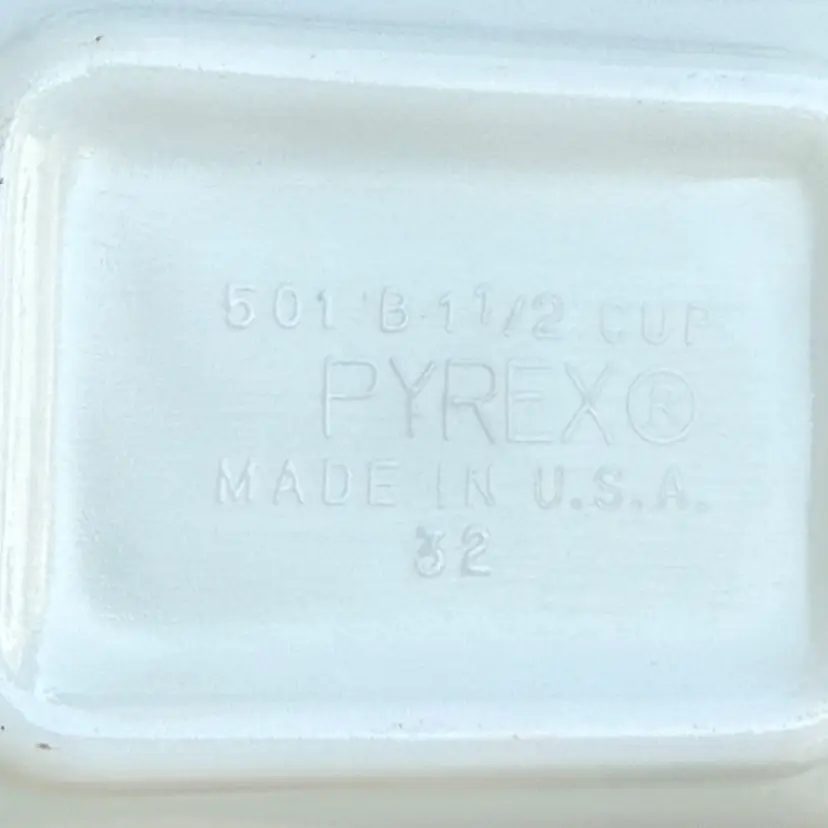 501 B-1 1/2 CUP
PYREX®
MADE IN U.S.A.
32